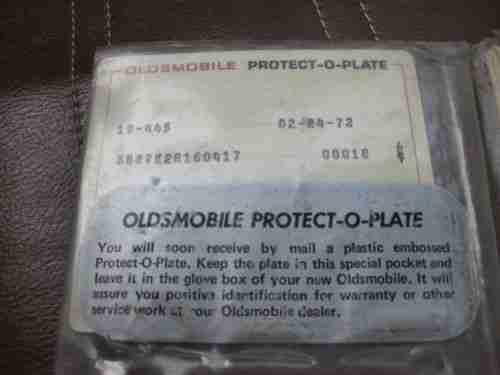 OLDSMOBILE PROTECT-O-PLATE
02-24-72
00018
OLDSMOBILE PROTECT-O-PLATE
You will soon receive by mail a plastic embossed
Protect-O-Plate. Keep the plate in this special pocket and
leave it in the glove box of your new Oldsmobile. It will
assure you positive identification for warranty or other
service work at your Oldsmobile dealer.